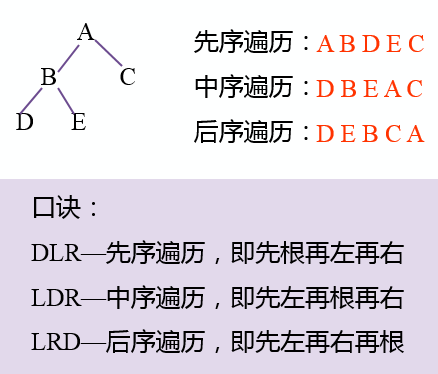 A
B
C
D
E
先序遍历：A B D E C
中序遍历：D B E A C
后序遍历：D E B C A
口诀：
DLR—先序遍历，即先根再左再右
LDR—中序遍历，即先左再根再右
LRD—后序遍历，即先左再右再根